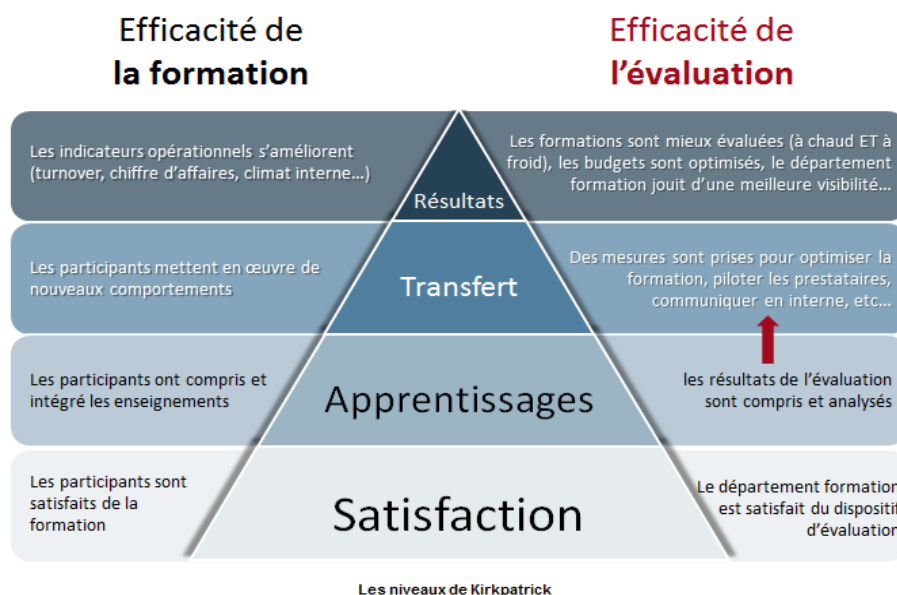 Efficacité de
la formation
Efficacité de
l'évaluation
Les indicateurs opérationnels s'améliorent
(turnover, chiffre d'affaires, climat interne…)
Résultats
Les formations sont mieux évaluées (à chaud ET à
froid), les budgets sont optimisés, le département
formation jouit d'une meilleure visibilité…
Les participants mettent en œuvre de
nouveaux comportements
Transfert
Des mesures sont prises pour optimiser la
formation, piloter les prestataires,
communiquer en interne, etc…
Les participants ont compris et
intégré les enseignements
Apprentissages
les résultats de l'évaluation
sont compris et analysés
Les participants sont
satisfaits de la
formation
Satisfaction
Le département formation
est satisfait du dispositif
d'évaluation
Les niveaux de Kirkpatrick